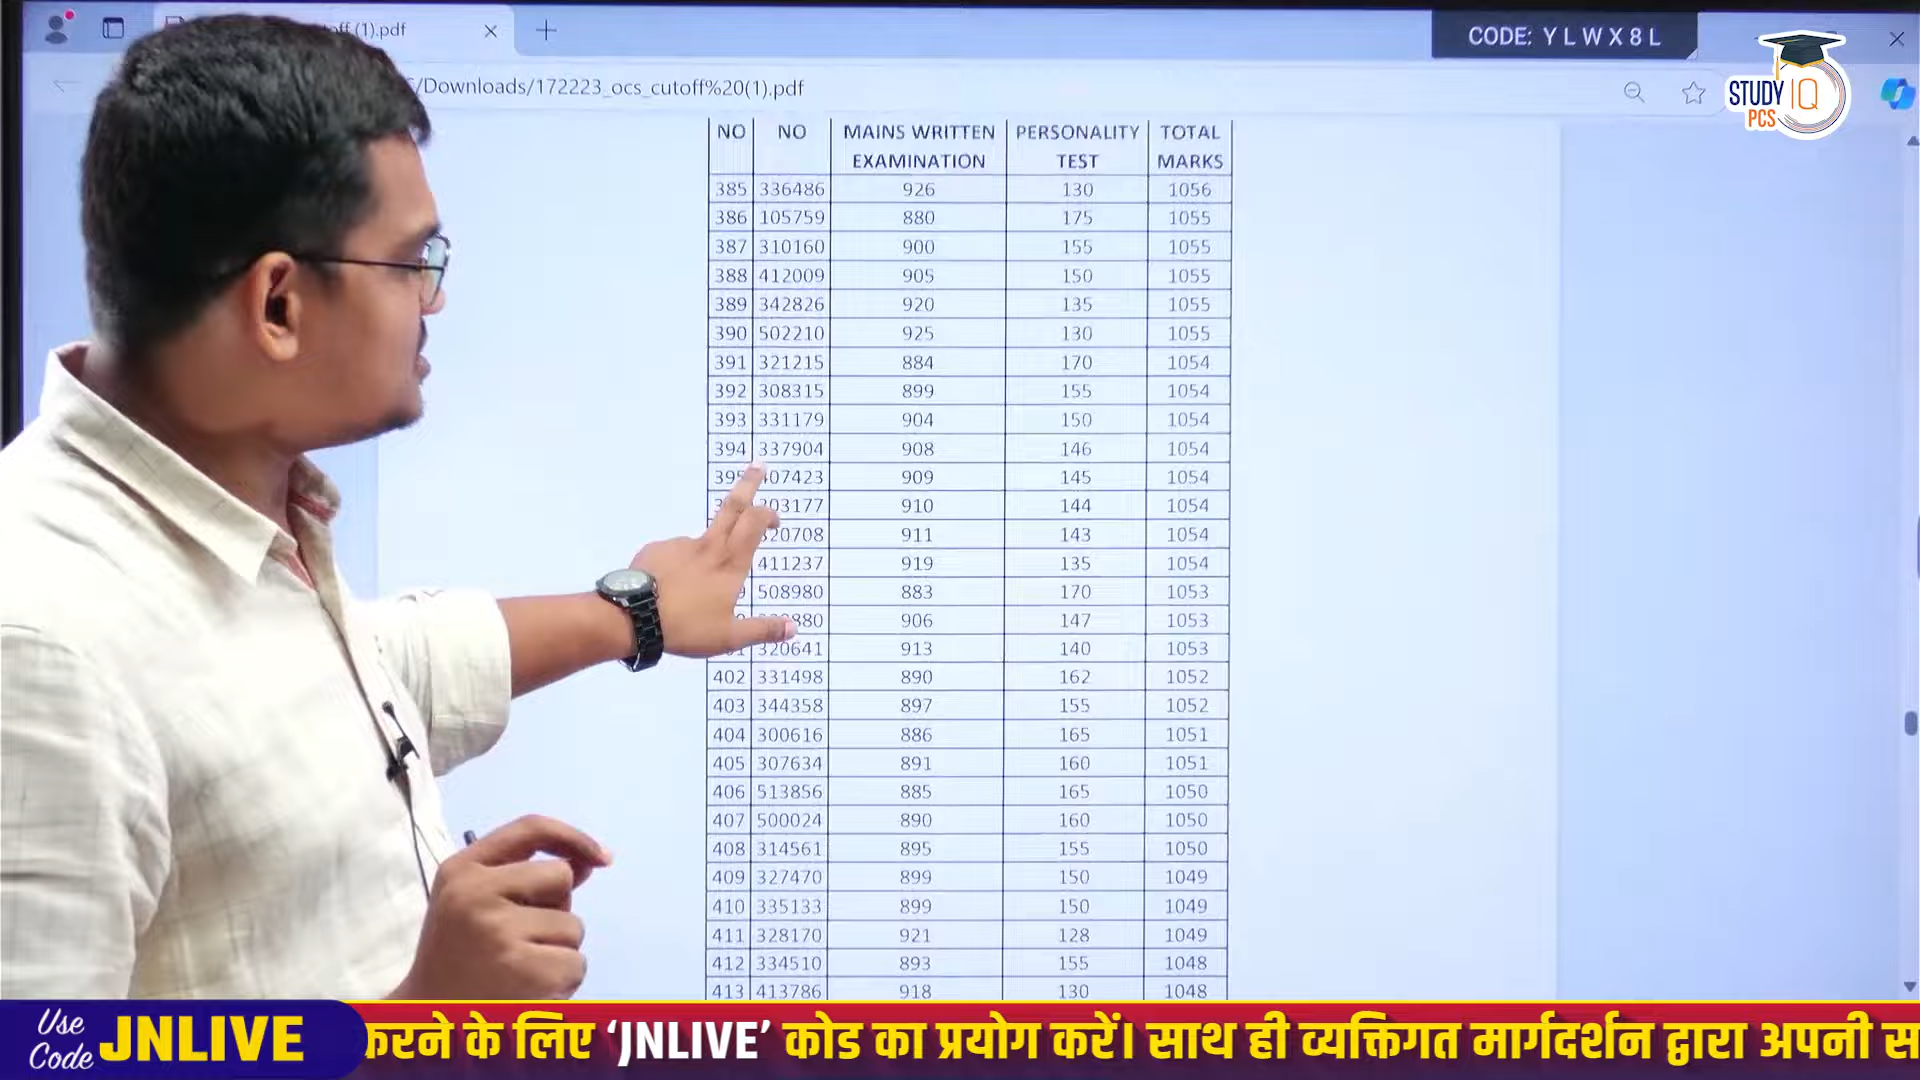 off (1).pdf
CODE: Y L W X 8 L
/Downloads/172223_ocs_cutoff%20(1).pdf
STUDY IQ
PCS
NO NO MAINS WRITTEN EXAMINATION PERSONALITY TEST TOTAL MARKS
385 336486 926 130 1056
386 105759 880 175 1055
387 310160 900 155 1055
388 412009 905 150 1055
389 342826 920 135 1055
390 502210 925 130 1055
391 321215 884 170 1054
392 308315 899 155 1054
393 331179 904 150 1054
394 337904 908 146 1054
395 07423 909 145 1054
03177 910 144 1054
20708 911 143 1054
411237 919 135 1054
508980 883 170 1053
880 906 147 1053
320641 913 140 1053
402 331498 890 162 1052
403 344358 897 155 1052
404 300616 886 165 1051
405 307634 891 160 1051
406 513856 885 165 1050
407 500024 890 160 1050
408 314561 895 155 1050
409 327470 899 150 1049
410 335133 899 150 1049
411 328170 921 128 1049
412 334510 893 155 1048
413 413786 918 130 1048
Use Code JNLIVE
करने के लिए ‘JNLIVE’ कोड का प्रयोग करें। साथ ही व्यक्तिगत मार्गदर्शन द्वारा अपनी स